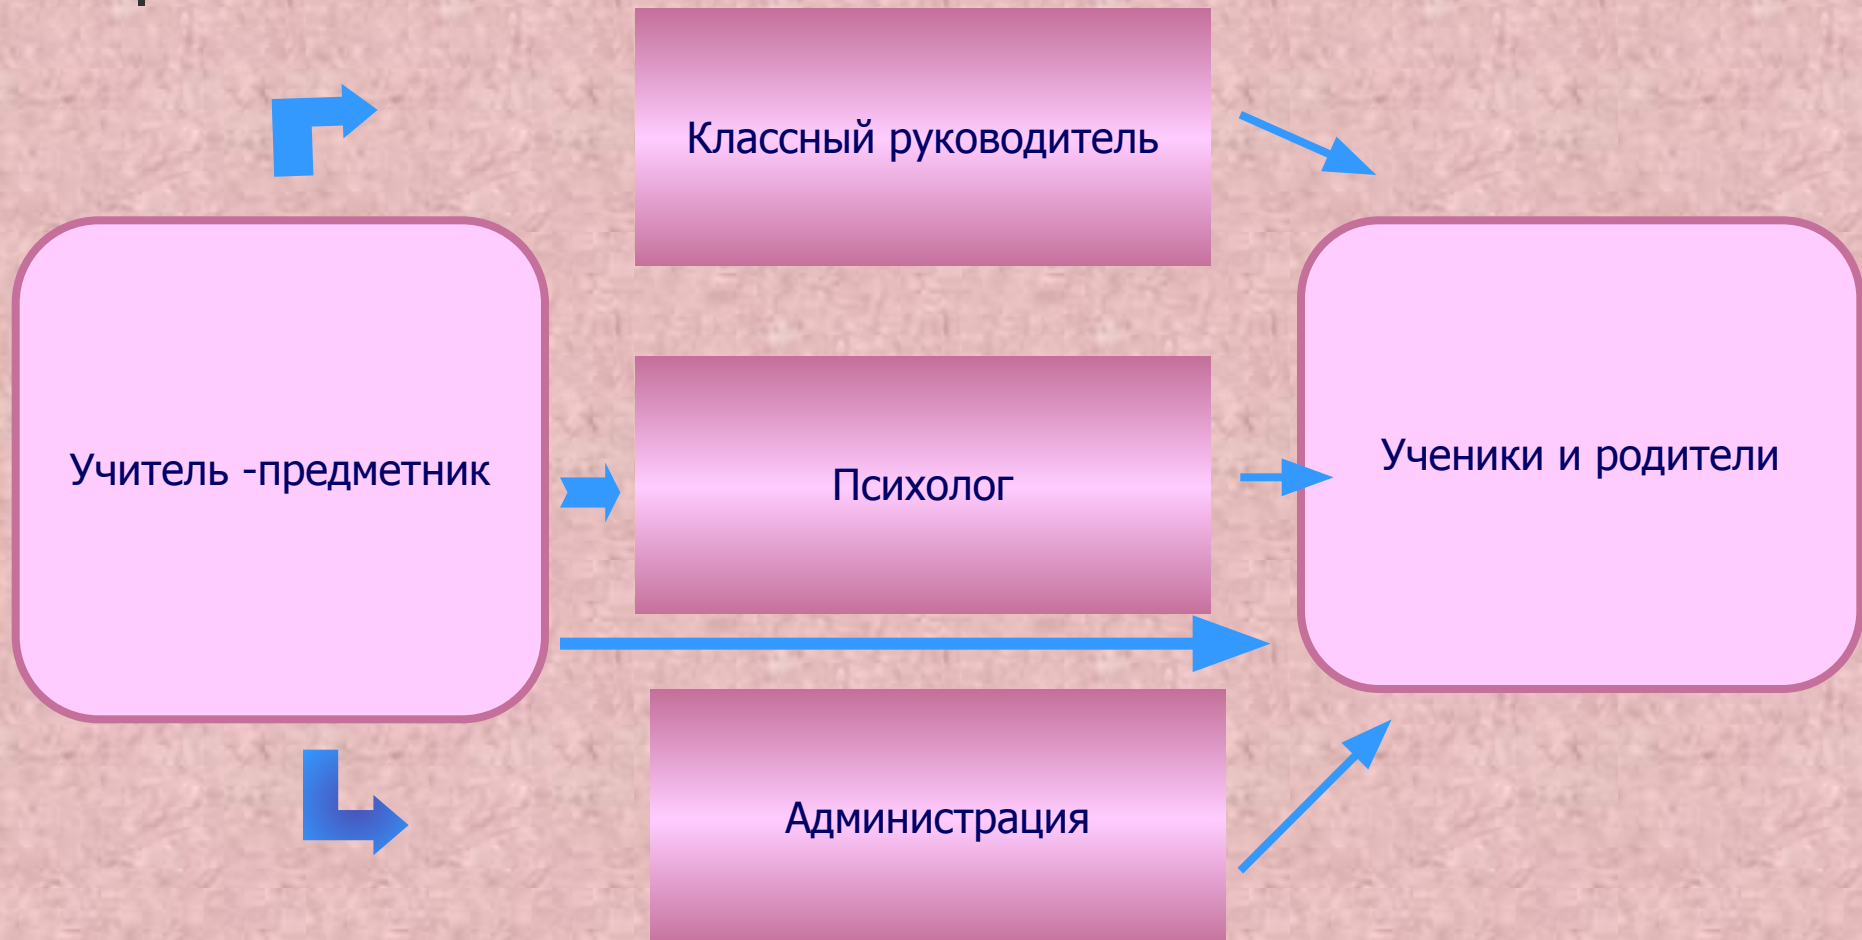 Классный руководитель
Учитель -предметник
Психолог
Ученики и родители
Администрация